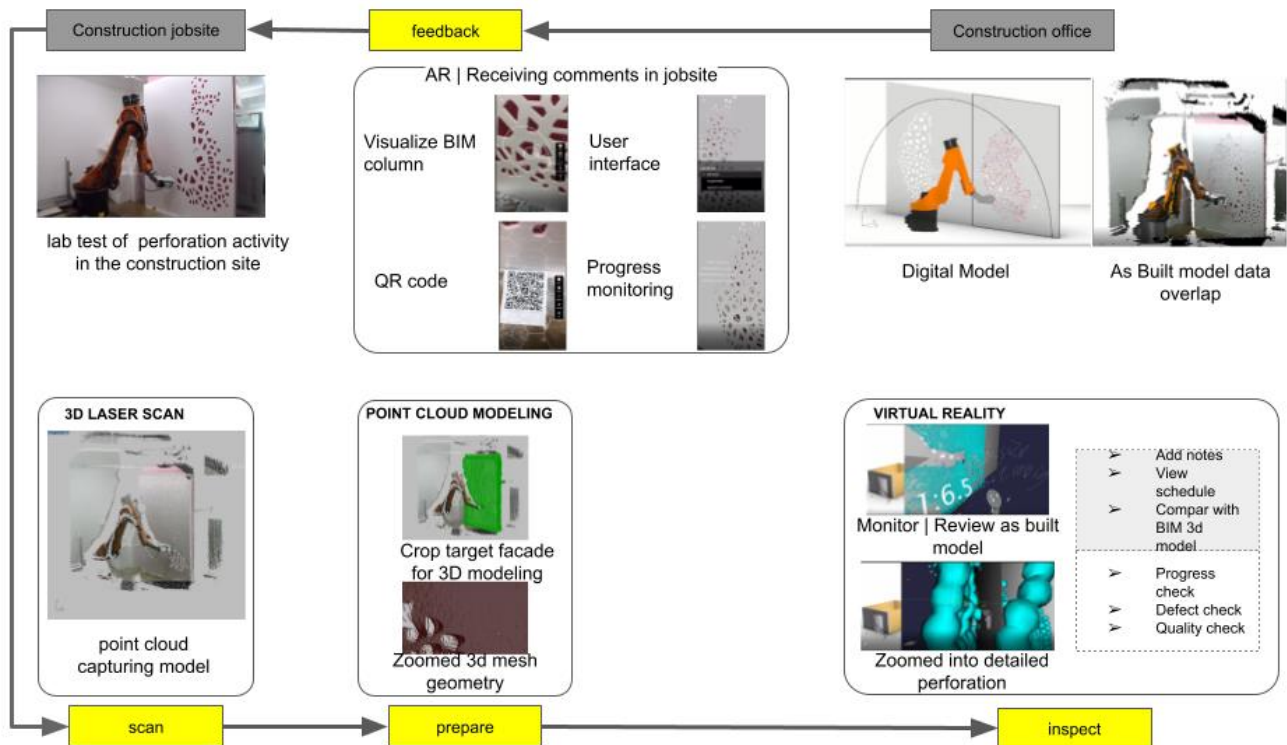 Construction jobsite
feedback
Construction office
AR | Receiving comments in jobsite
Visualize BIM
column
User
interface
QR code
Progress
monitoring
lab test of perforation activity
in the construction site
Digital Model
As Built model data
overlap
3D LASER SCAN
point cloud
capturing model
POINT CLOUD MODELING
Crop target facade
for 3D modeling
Zoomed 3d mesh
geometry
VIRTUAL REALITY
1:6.5
Monitor | Review as built
model
Zoomed into detailed
perforation
➢ Add notes
➢ View
schedule
➢ Compar with
BIM 3d
model
➢ Progress
check
➢ Defect check
➢ Quality check
scan
prepare
inspect